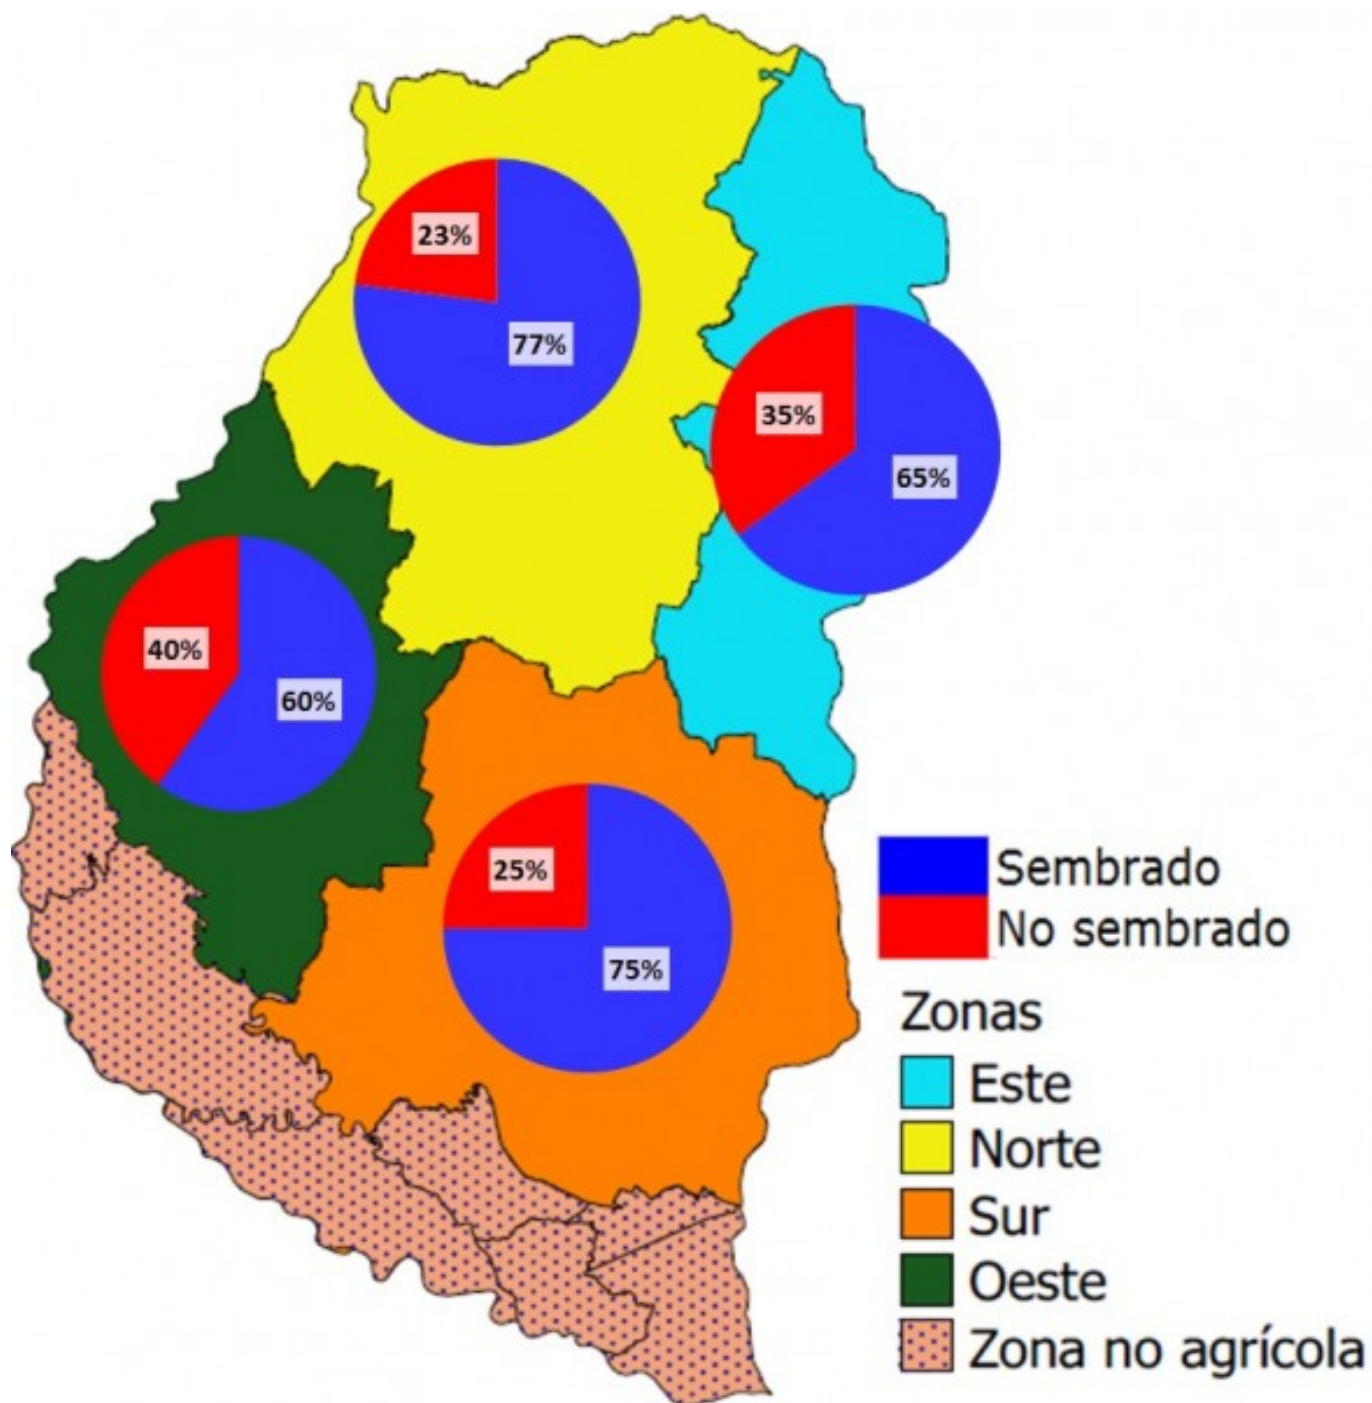 23%
77%
35%
65%
40%
60%
25%
75%
Sembrado
No sembrado
Zonas
Este
Norte
Sur
Oeste
Zona no agrícola